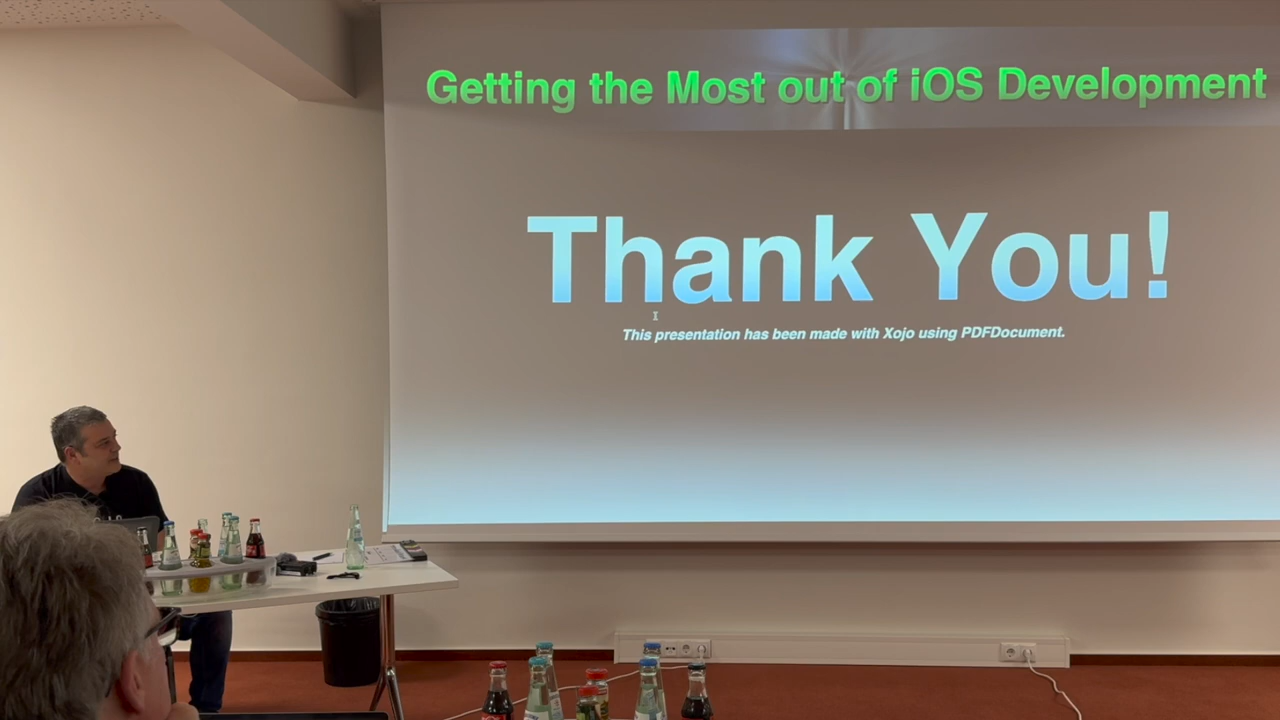 Getting the Most out of iOS Development
Thank You!
This presentation has been made with Xojo using PDFDocument.